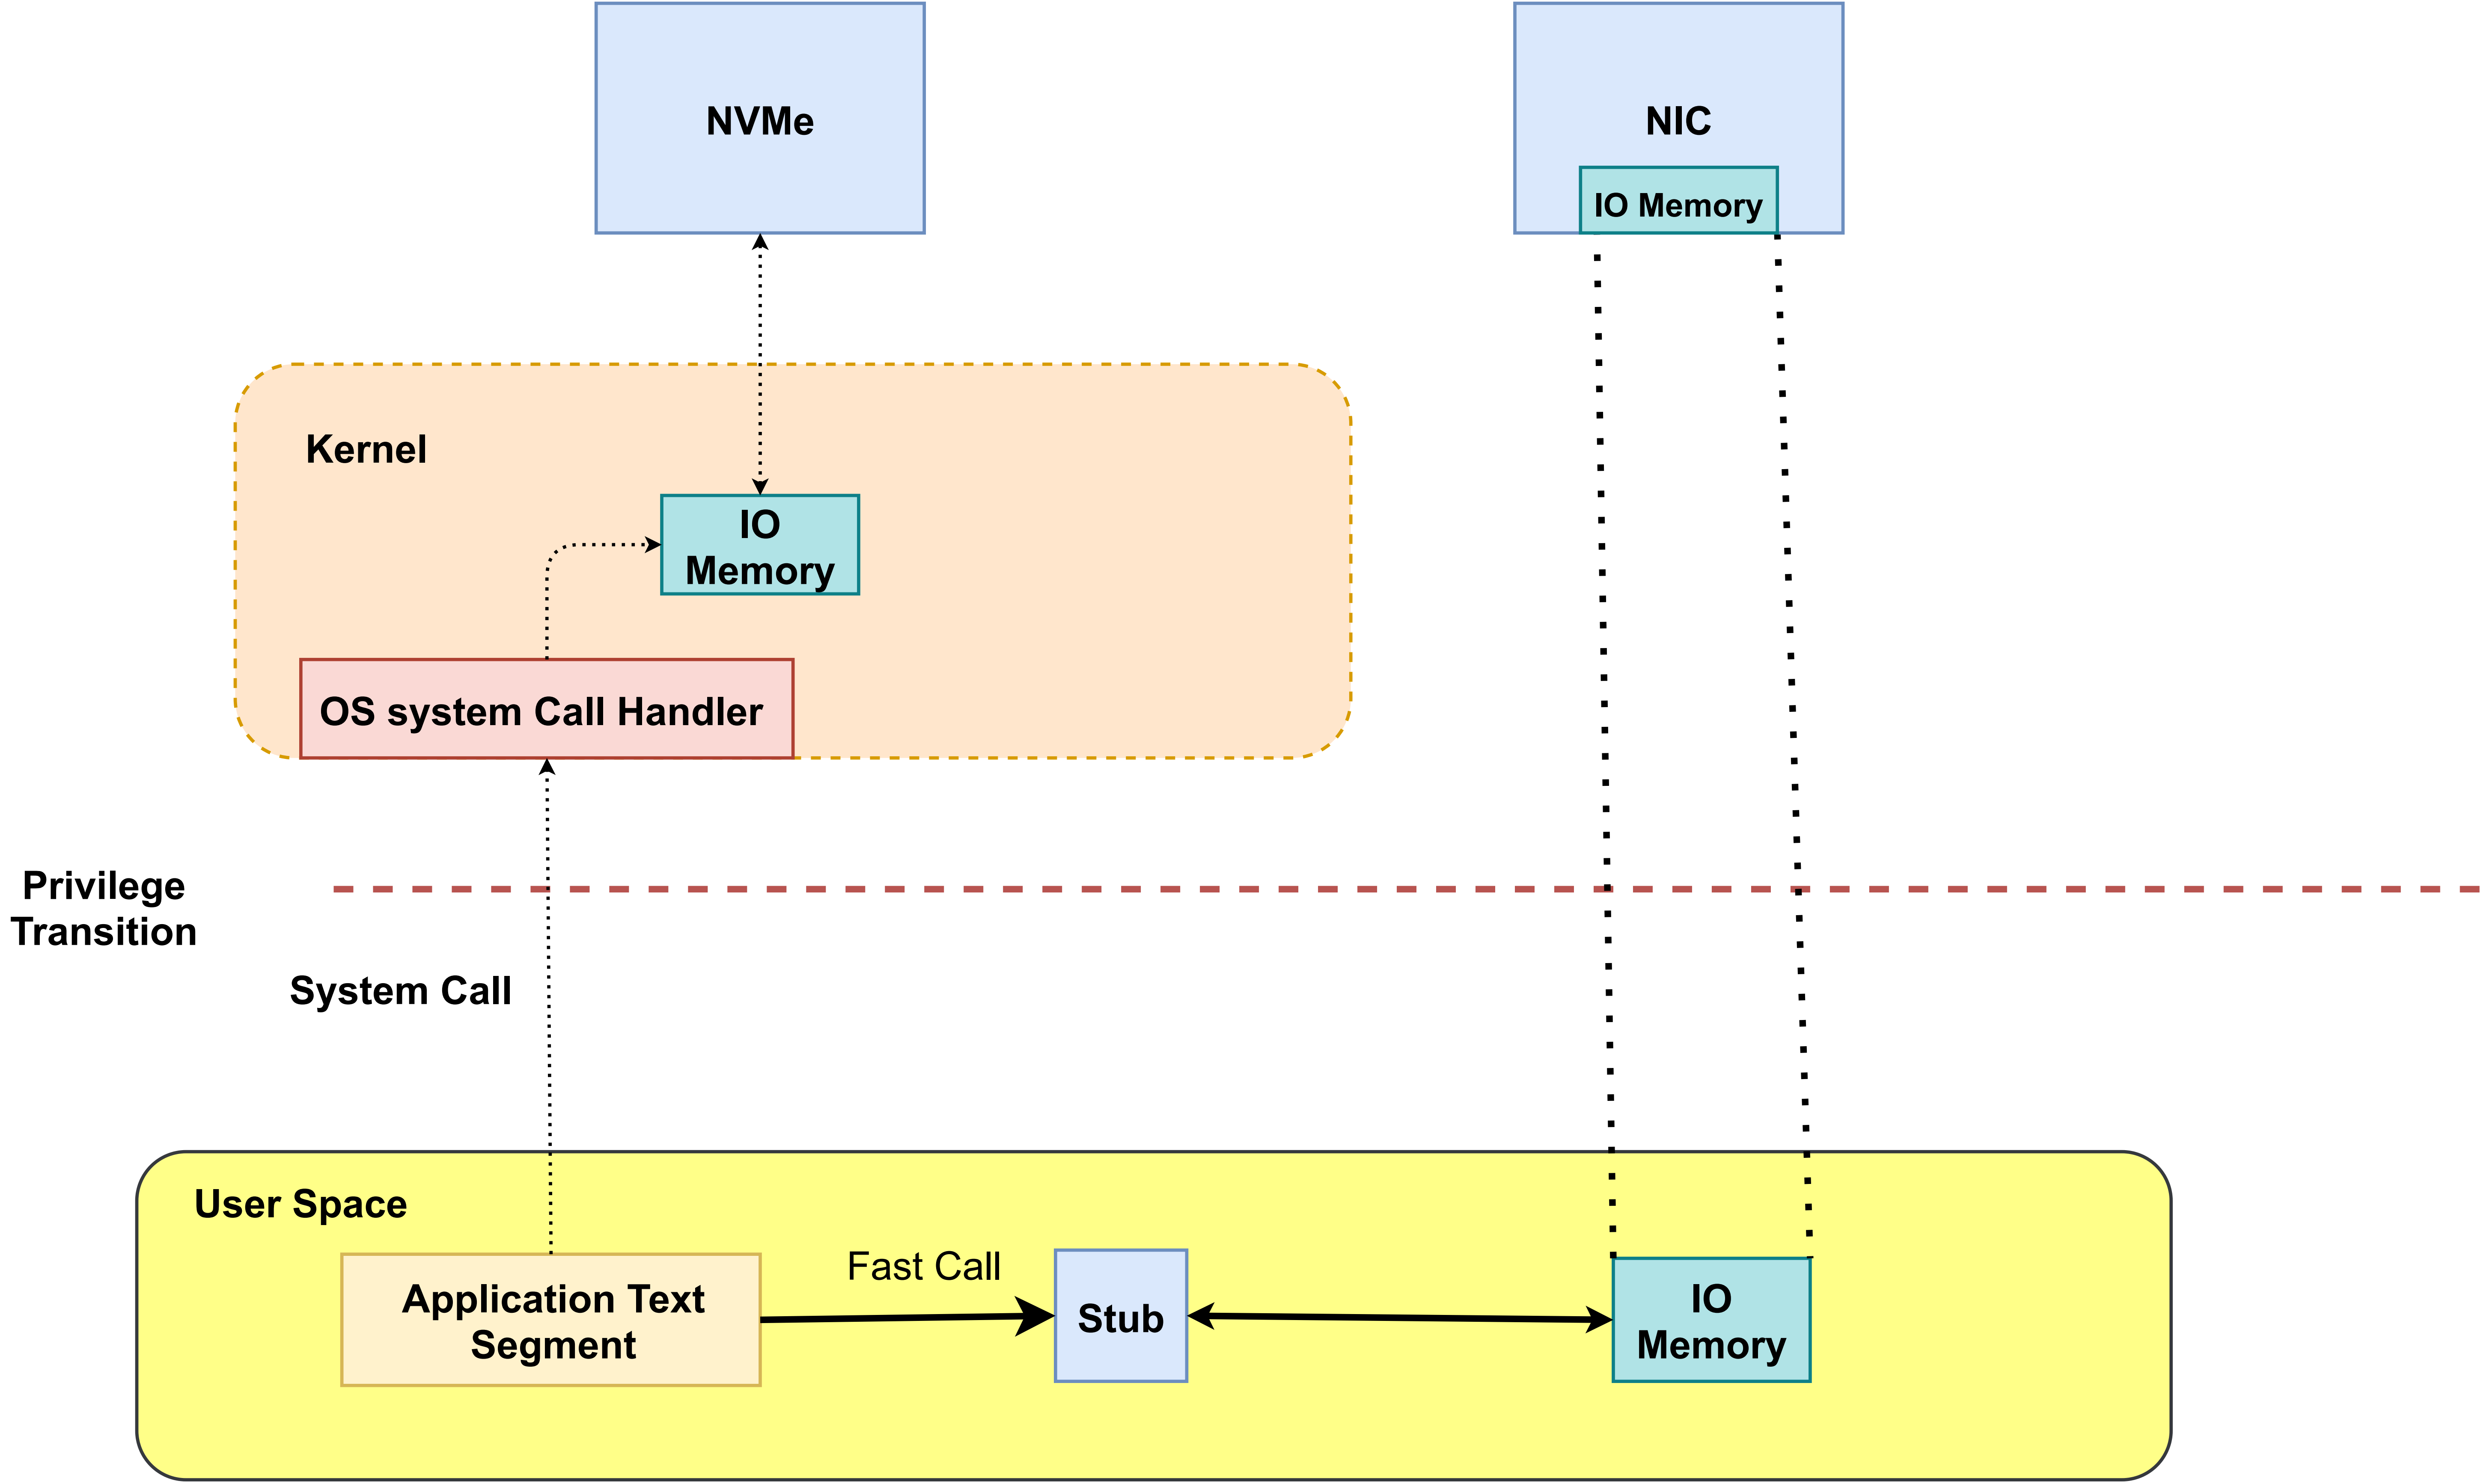 NVMe
NIC
IO Memory
Kernel
IO
Memory
OS system Call Handler
Privilege
Transition
System Call
User Space
Application Text
Segment
Fast Call
Stub
IO
Memory